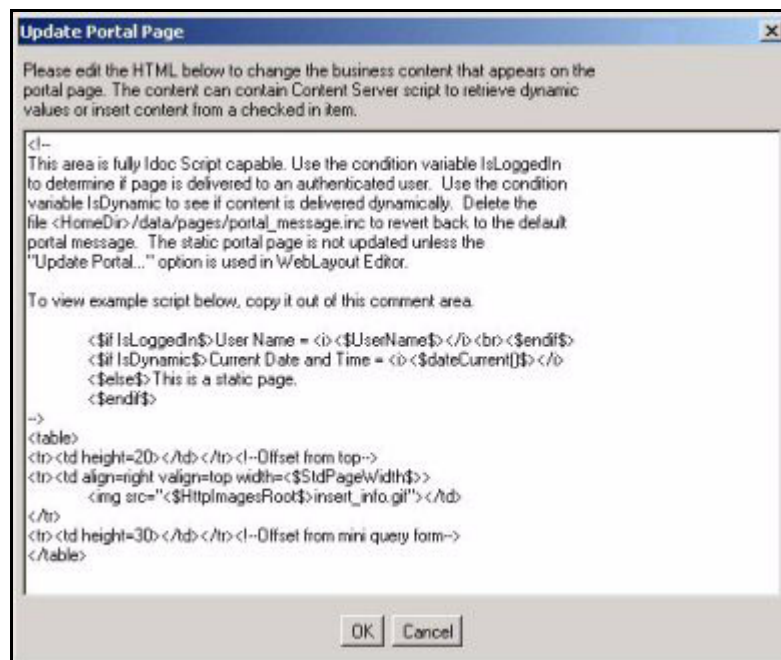 Update Portal Page
Please edit the HTML below to change the business content that appears on the
portal page. The content can contain Content Server script to retrieve dynamic
values or insert content from a checked in item.
<!--
This area is fully Idoc Script capable. Use the condition variable IsLoggedIn
to determine if page is delivered to an authenticated user.  Use the condition
variable IsDynamic to see if content is delivered dynamically.  Delete the
file <HomeDir>/data/pages/portal_message.inc to revert back to the default
portal message.  The static portal page is not updated unless the
"Update Portal..." option is used in WebLayout Editor.
To view example script below, copy it out of this comment area.
<$if IsLoggedIn$>User Name = <i><$UserName$></i><br><$endif$>
<$if IsDynamic$>Current Date and Time = <i><$dateCurrent()$></i>
<$else$>This is a static page.
<$endif$>
-->
<table>
<tr><td height=20></td></tr><!--Offset from top-->
<tr><td align=right valign=top width=<$StdPageWidth$>>
<img src="<$HttpImagesRoot$>insert_info.gif"></td>
</tr>
<tr><td height=30></td></tr><!--Offset from mini query form-->
</table>
OK Cancel